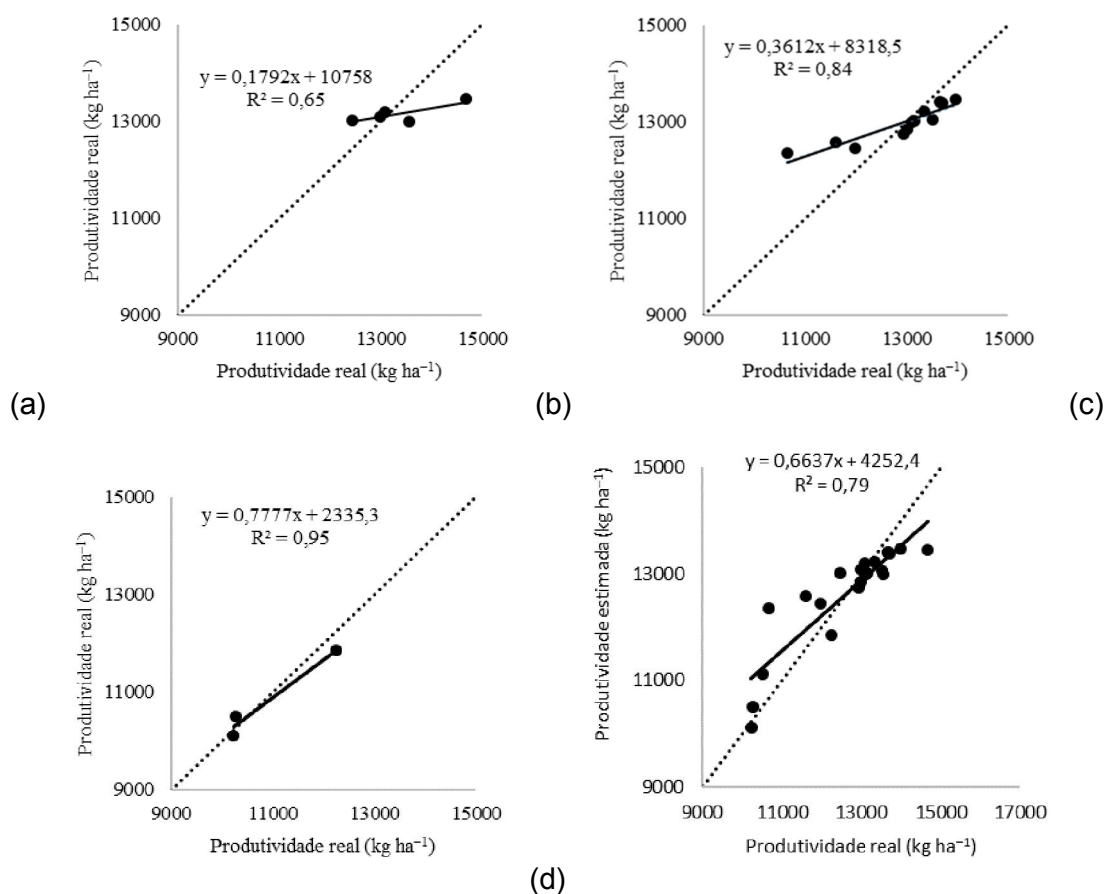 15000
y = 0,1792x + 10758
R² = 0,65
13000
11000
9000
Produtividade real (kg ha⁻¹)
9000 11000 13000 15000
Produtividade real (kg ha⁻¹)
(a)
15000
y = 0,3612x + 8318,5
R² = 0,84
13000
11000
9000
Produtividade real (kg ha⁻¹)
9000 11000 13000 15000
Produtividade real (kg ha⁻¹)
(b)
(c)
15000
y = 0,7777x + 2335,3
R² = 0,95
13000
11000
9000
Produtividade real (kg ha⁻¹)
9000 11000 13000 15000
Produtividade real (kg ha⁻¹)
15000
y = 0,6637x + 4252,4
R² = 0,79
13000
11000
9000
Produtividade estimada (kg ha⁻¹)
9000 11000 13000 15000 17000
Produtividade real (kg ha⁻¹)
(d)